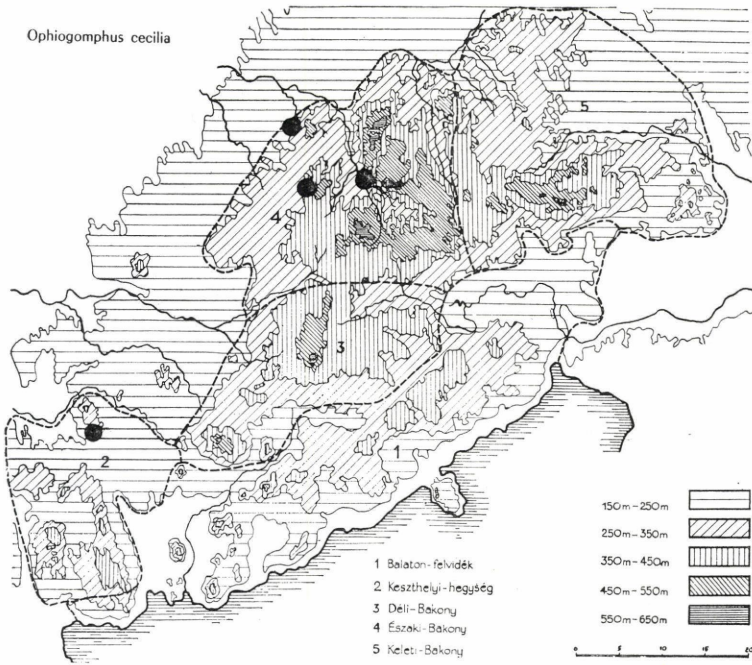 Ophiogomphus cecilia
5
4
3
2
1
1 Balaton-felvidék
2 Keszthelyi-hegység
3 Déli-Bakony
4 Északi-Bakony
5 Keleti-Bakony
150m-250m
250m-350m
350m-450m
450m-550m
550m-650m
0 5 10 15 20